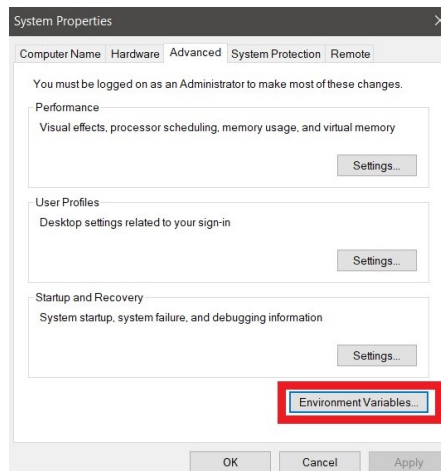 System Properties
Computer Name Hardware Advanced System Protection Remote
You must be logged on as an Administrator to make most of these changes.
Performance
Visual effects, processor scheduling, memory usage, and virtual memory
Settings...
User Profiles
Desktop settings related to your sign-in
Settings...
Startup and Recovery
System startup, system failure, and debugging information
Settings...
Environment Variables...
OK Cancel Apply